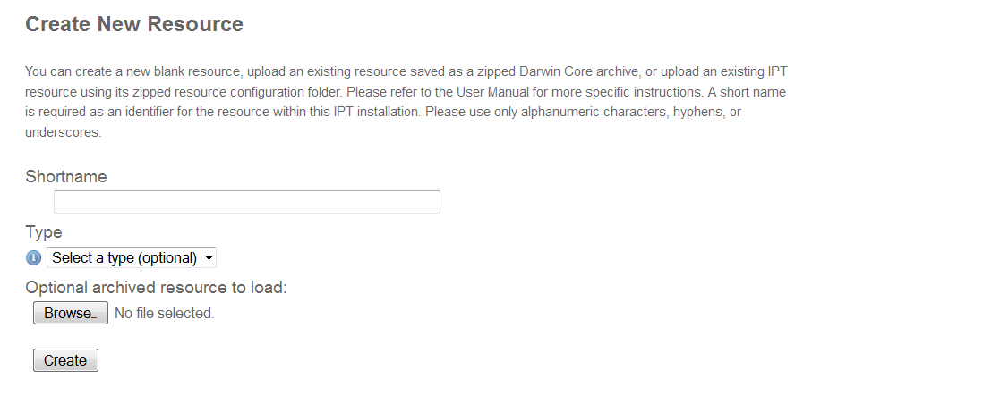 Create New Resource
You can create a new blank resource, upload an existing resource saved as a zipped Darwin Core archive, or upload an existing IPT
resource using its zipped resource configuration folder. Please refer to the User Manual for more specific instructions. A short name
is required as an identifier for the resource within this IPT installation. Please use only alphanumeric characters, hyphens, or
underscores.
Shortname
Type
Select a type (optional)
Optional archived resource to load:
Browse… No file selected.
Create